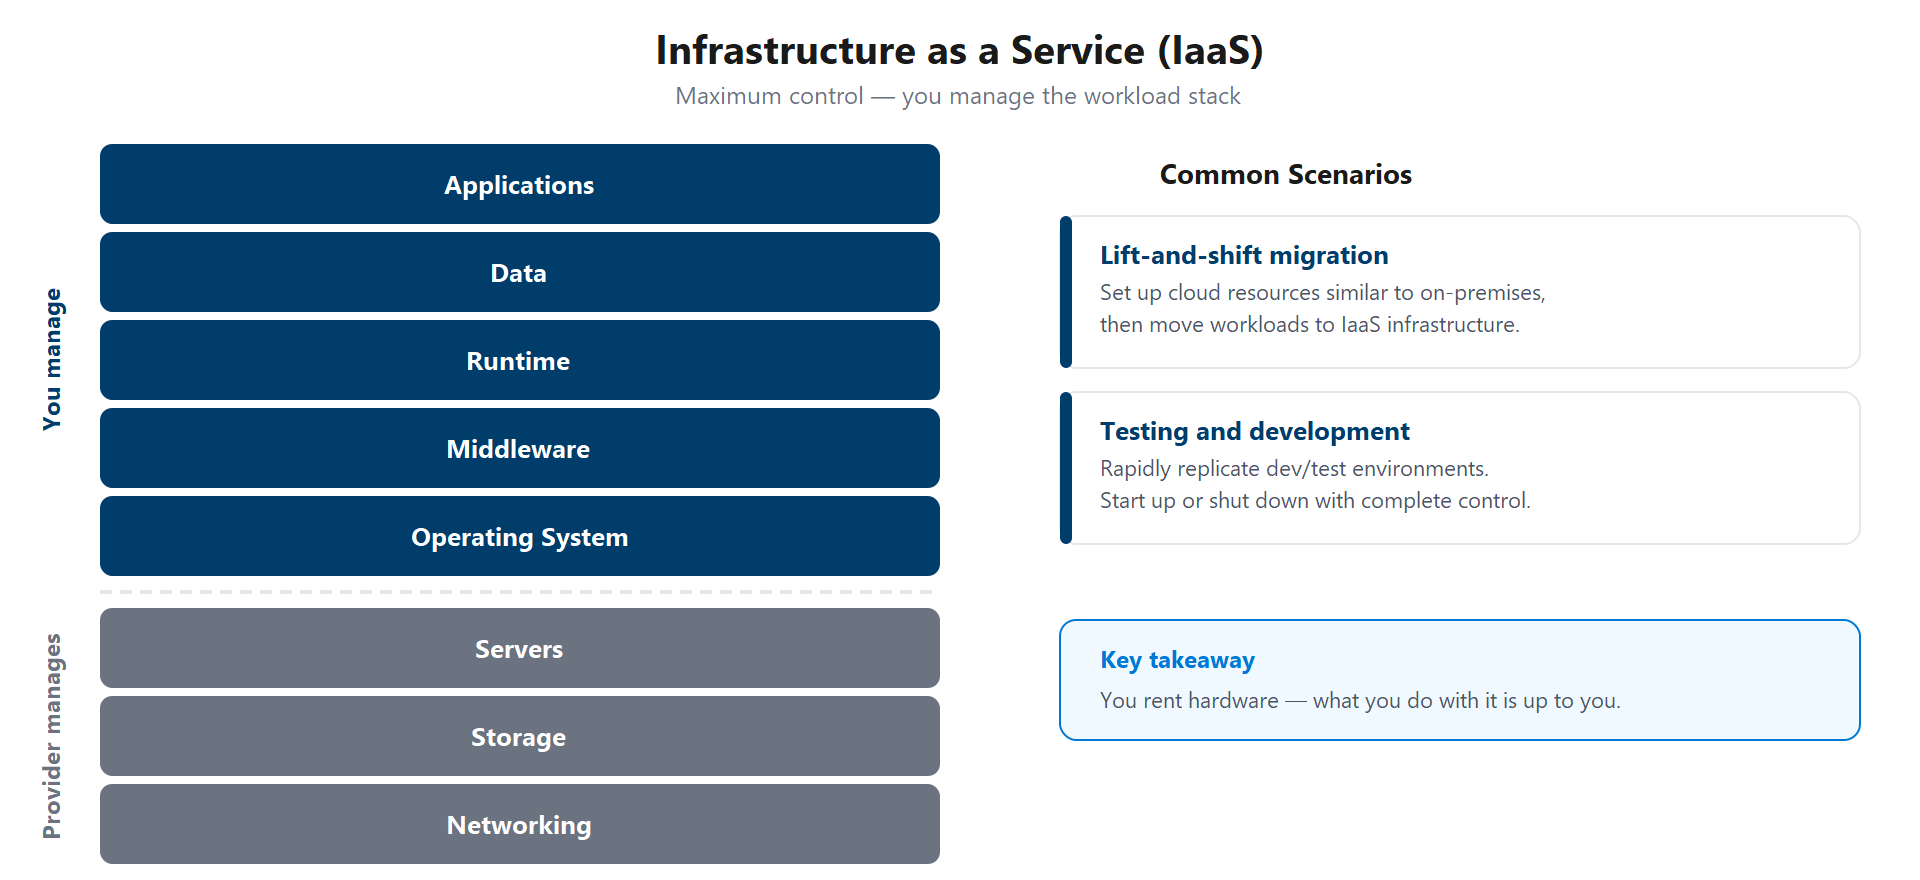 Infrastructure as a Service (IaaS)
Maximum control — you manage the workload stack
You manage
Applications
Data
Runtime
Middleware
Operating System
Provider manages
Servers
Storage
Networking
Common Scenarios
Lift-and-shift migration
Set up cloud resources similar to on-premises,
then move workloads to IaaS infrastructure.
Testing and development
Rapidly replicate dev/test environments.
Start up or shut down with complete control.
Key takeaway
You rent hardware — what you do with it is up to you.